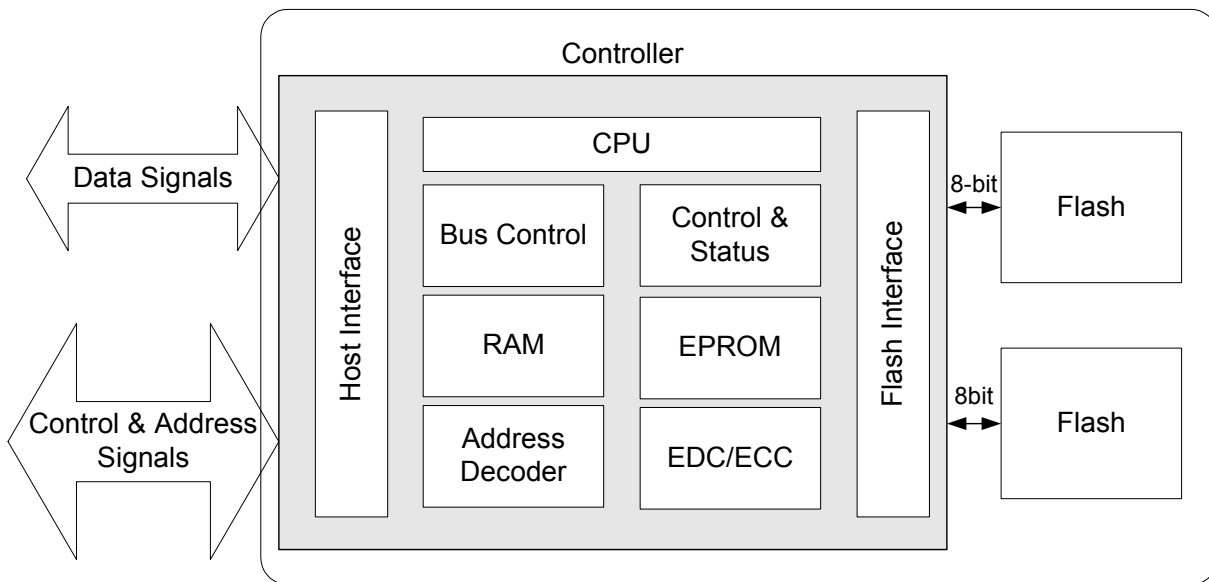 Controller
Data Signals
Control & Address
Signals
Host Interface
CPU
Bus Control
Control &
Status
RAM
EPROM
Address
Decoder
EDC/ECC
Flash Interface
8-bit
Flash
8bit
Flash